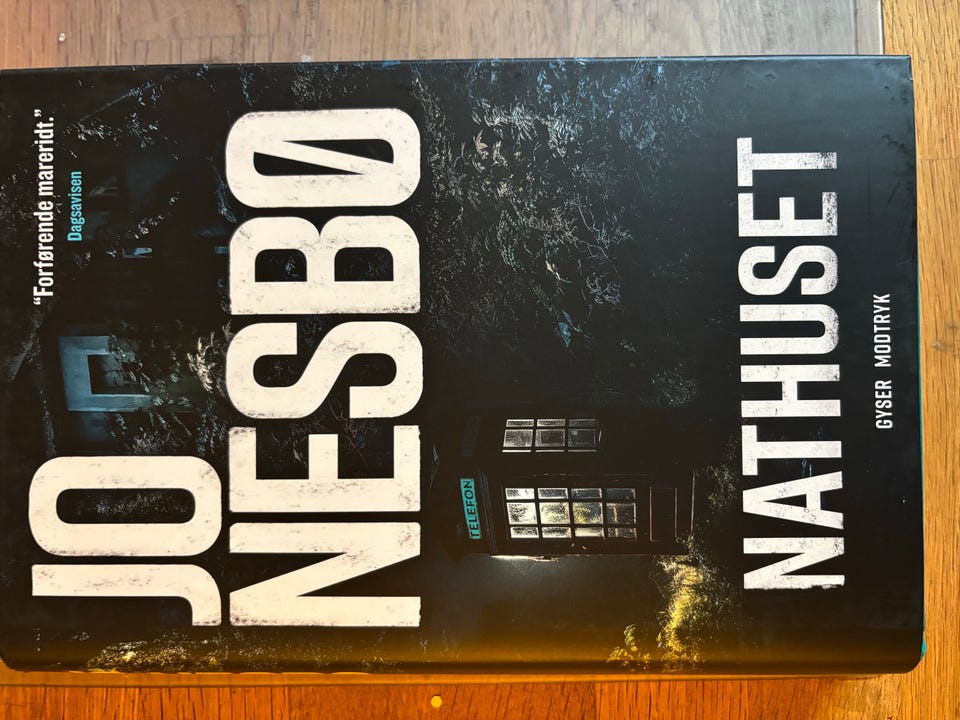 “Forførende mareridt.”
Dagsavisen
JO
NESBØ
TELEFON
NATHUSET
GYSER MODTRYK